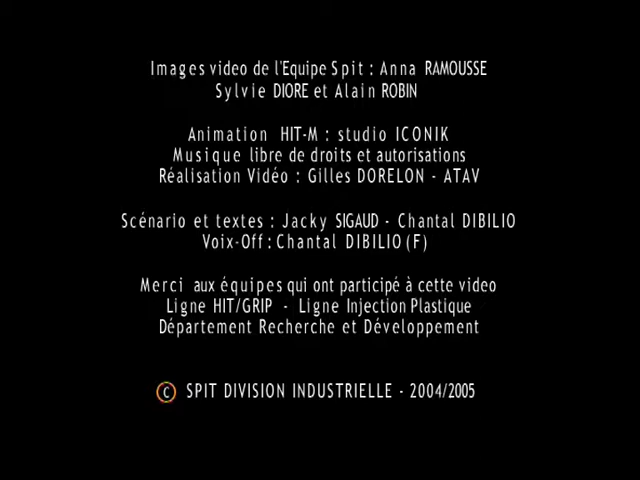 Images video de l'Equipe Spit : Anna RAMOUSSE
Sylvie DIORE et Alain ROBIN
Animation HIT-M : studio ICONIK
Musique libre de droits et autorisations
Réalisation Vidéo : Gilles DORELON - ATAV
Scénario et textes : Jacky SIGAUD - Chantal DIBILIO
Voix-Off : Chantal DIBILIO (F)
Merci aux équipes qui ont participé à cette video
Ligne HIT/GRIP - Ligne Injection Plastique
Département Recherche et Développement
© SPIT DIVISION INDUSTRIELLE - 2004/2005